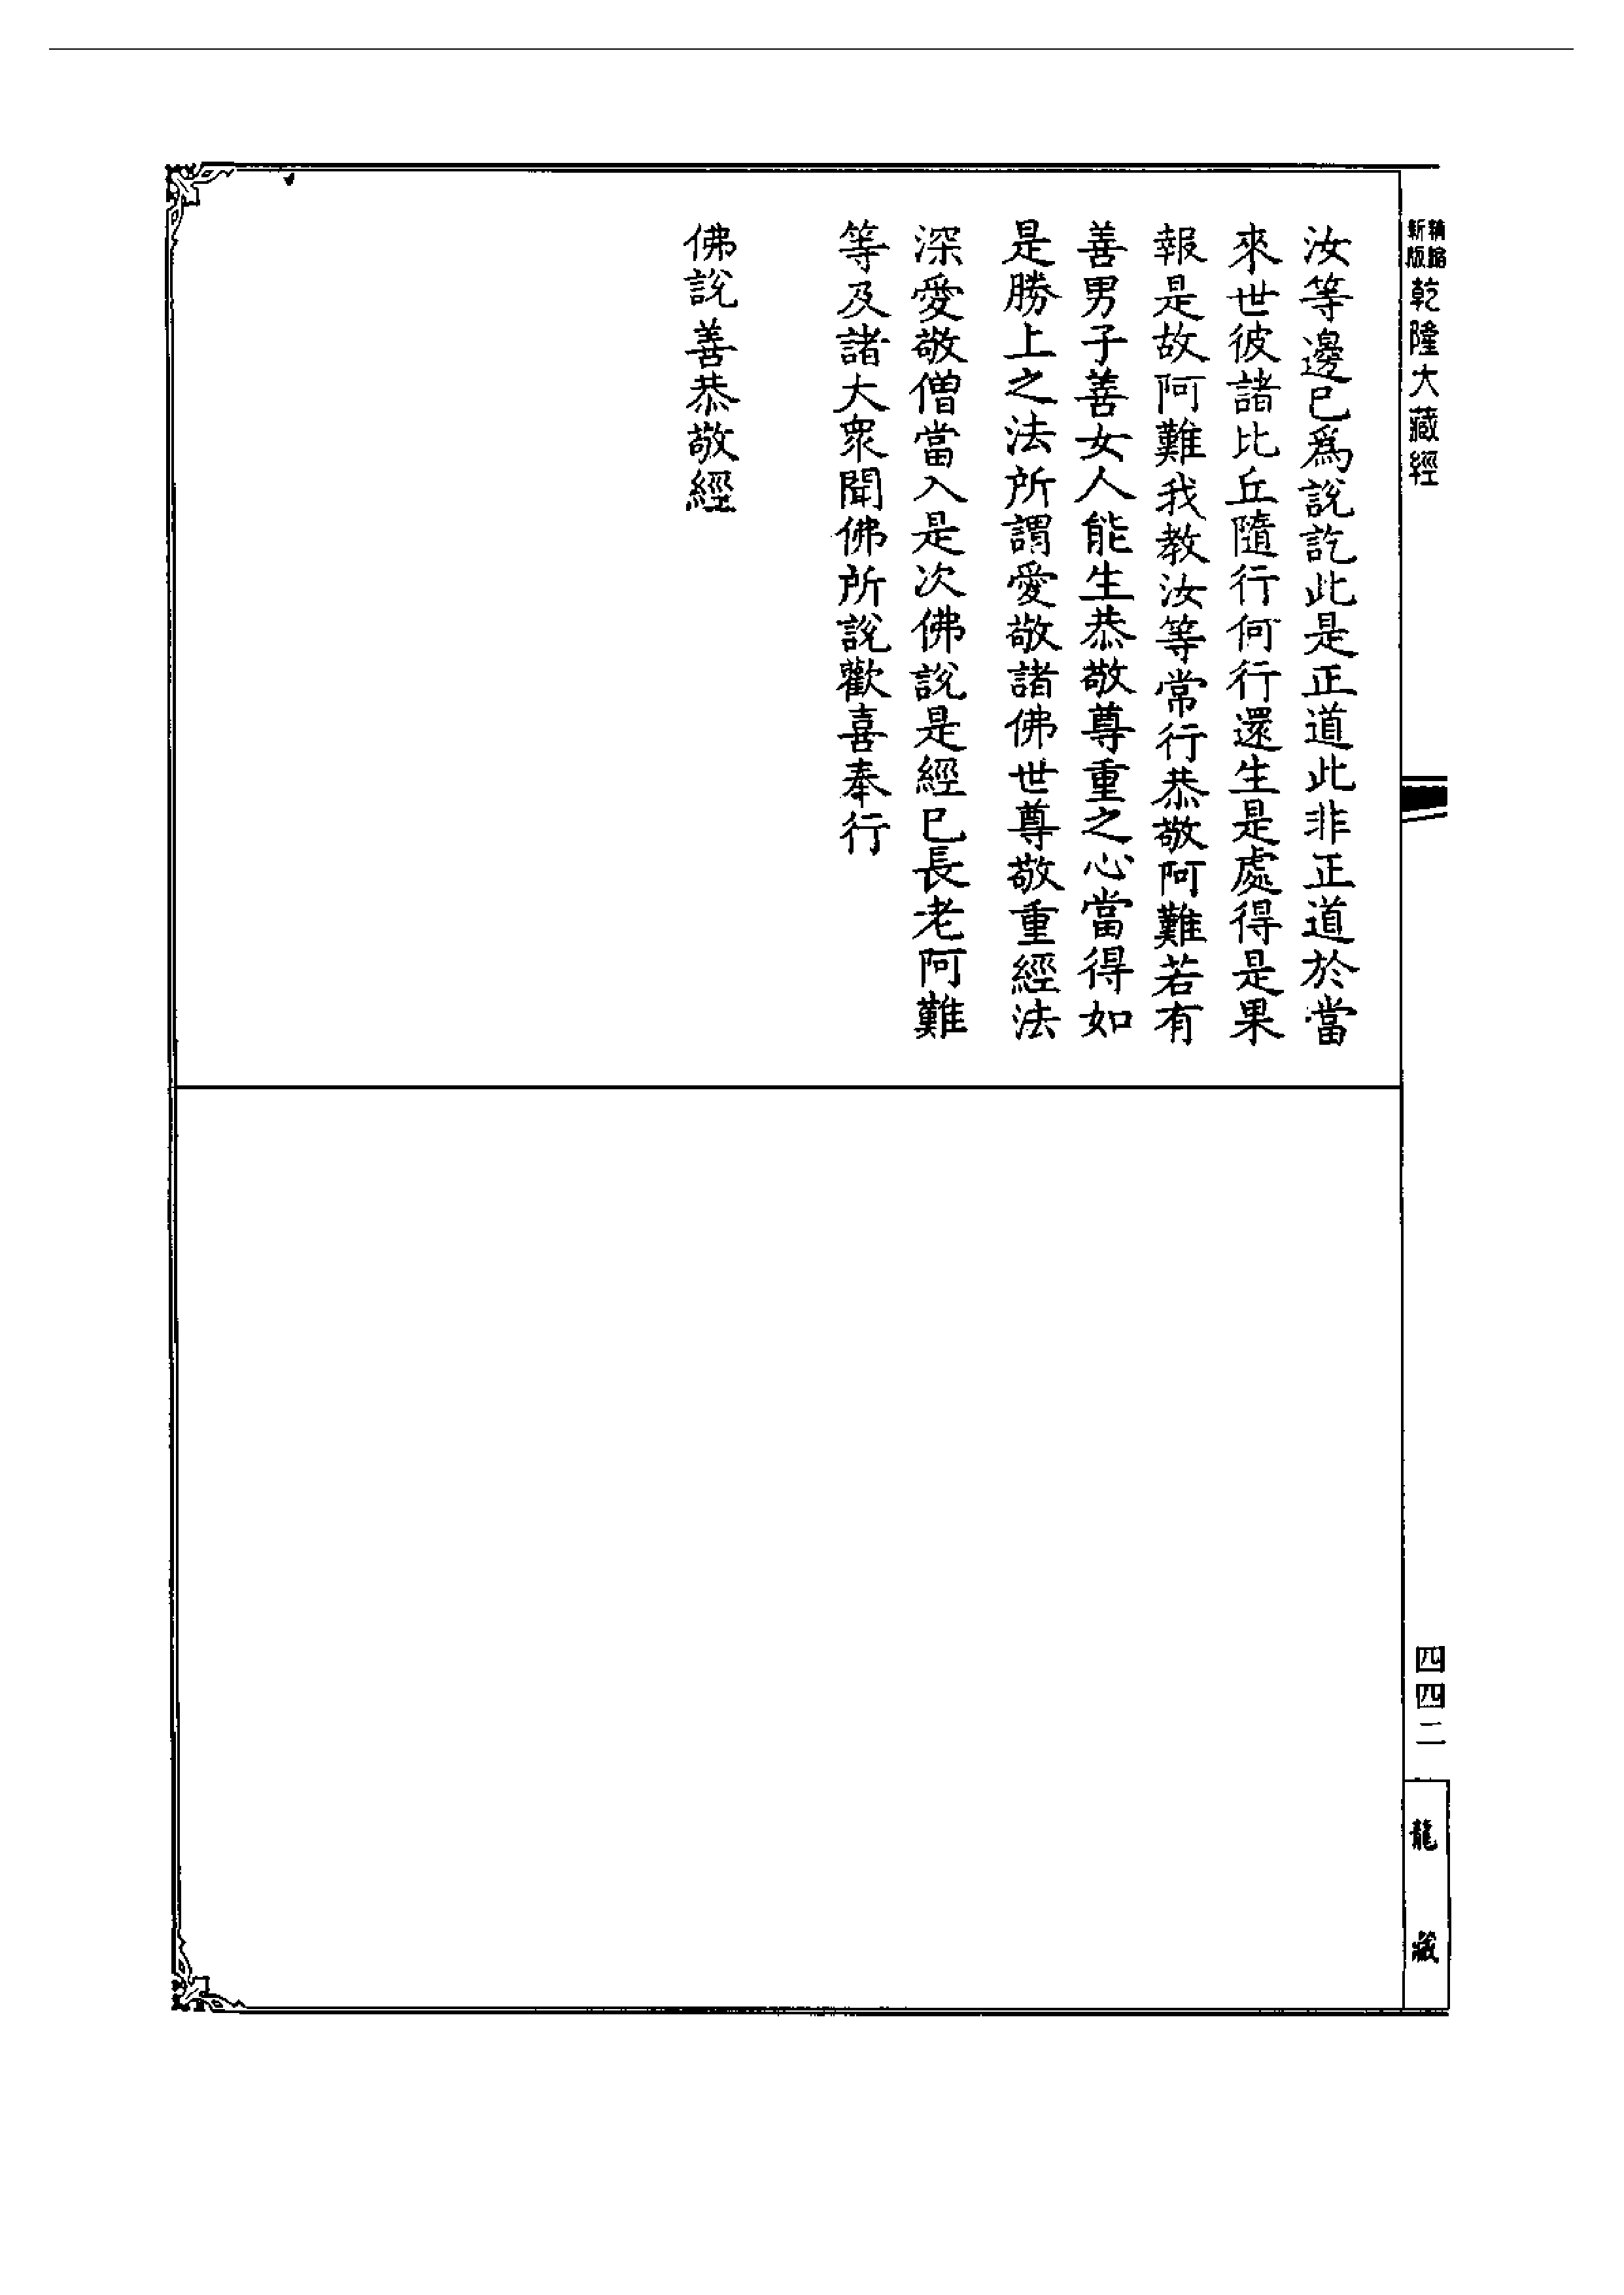 新版精縮乾隆大藏經
汝等邊已爲說訖此是正道此非正道於當
來世彼諸比丘隨行何行還生是處得是果
報是故阿難我教汝等常行恭敬阿難若有
善男子善女人能生恭敬尊重之心當得如
是勝上之法所謂愛敬諸佛世尊敬重經法
深愛敬僧當入是次佛說是經已長老阿難
等及諸大衆聞佛所說歡喜奉行
佛說善恭敬經
四四二
龍藏